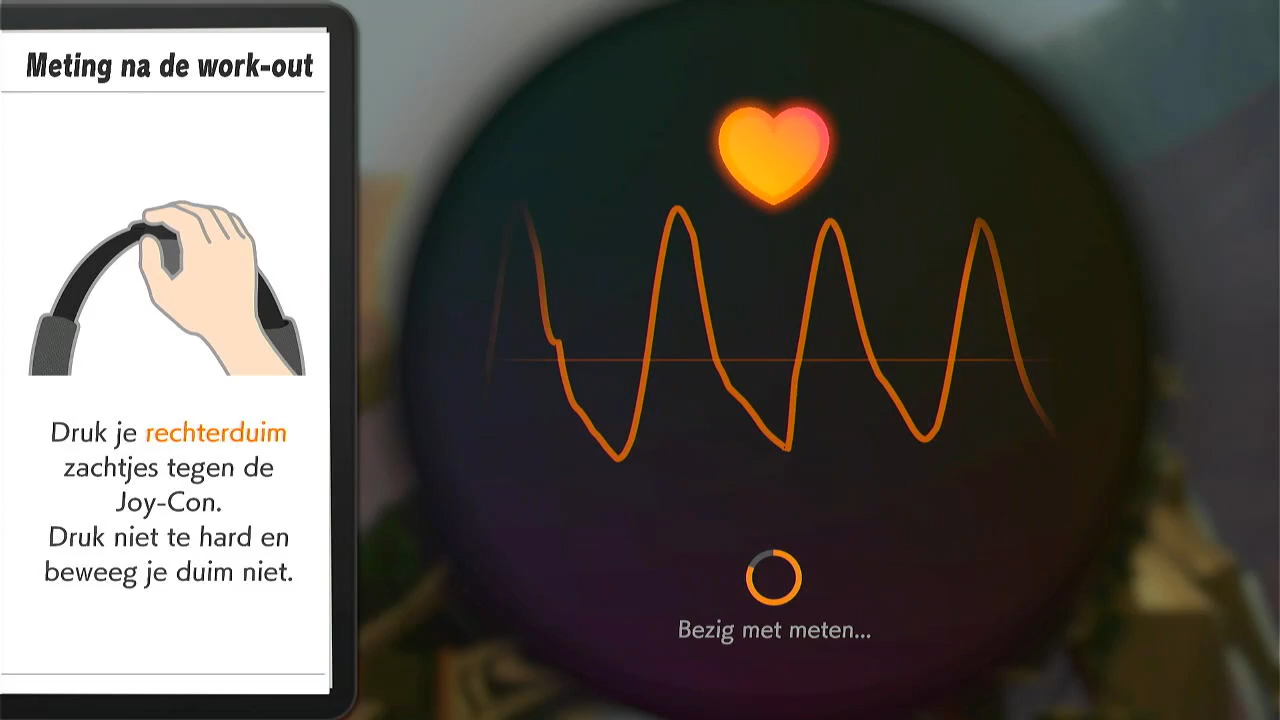 Meting na de work-out
Druk je rechterduim
zachtjes tegen de
Joy-Con.
Druk niet te hard en
beweeg je duim niet.
Bezig met meten...